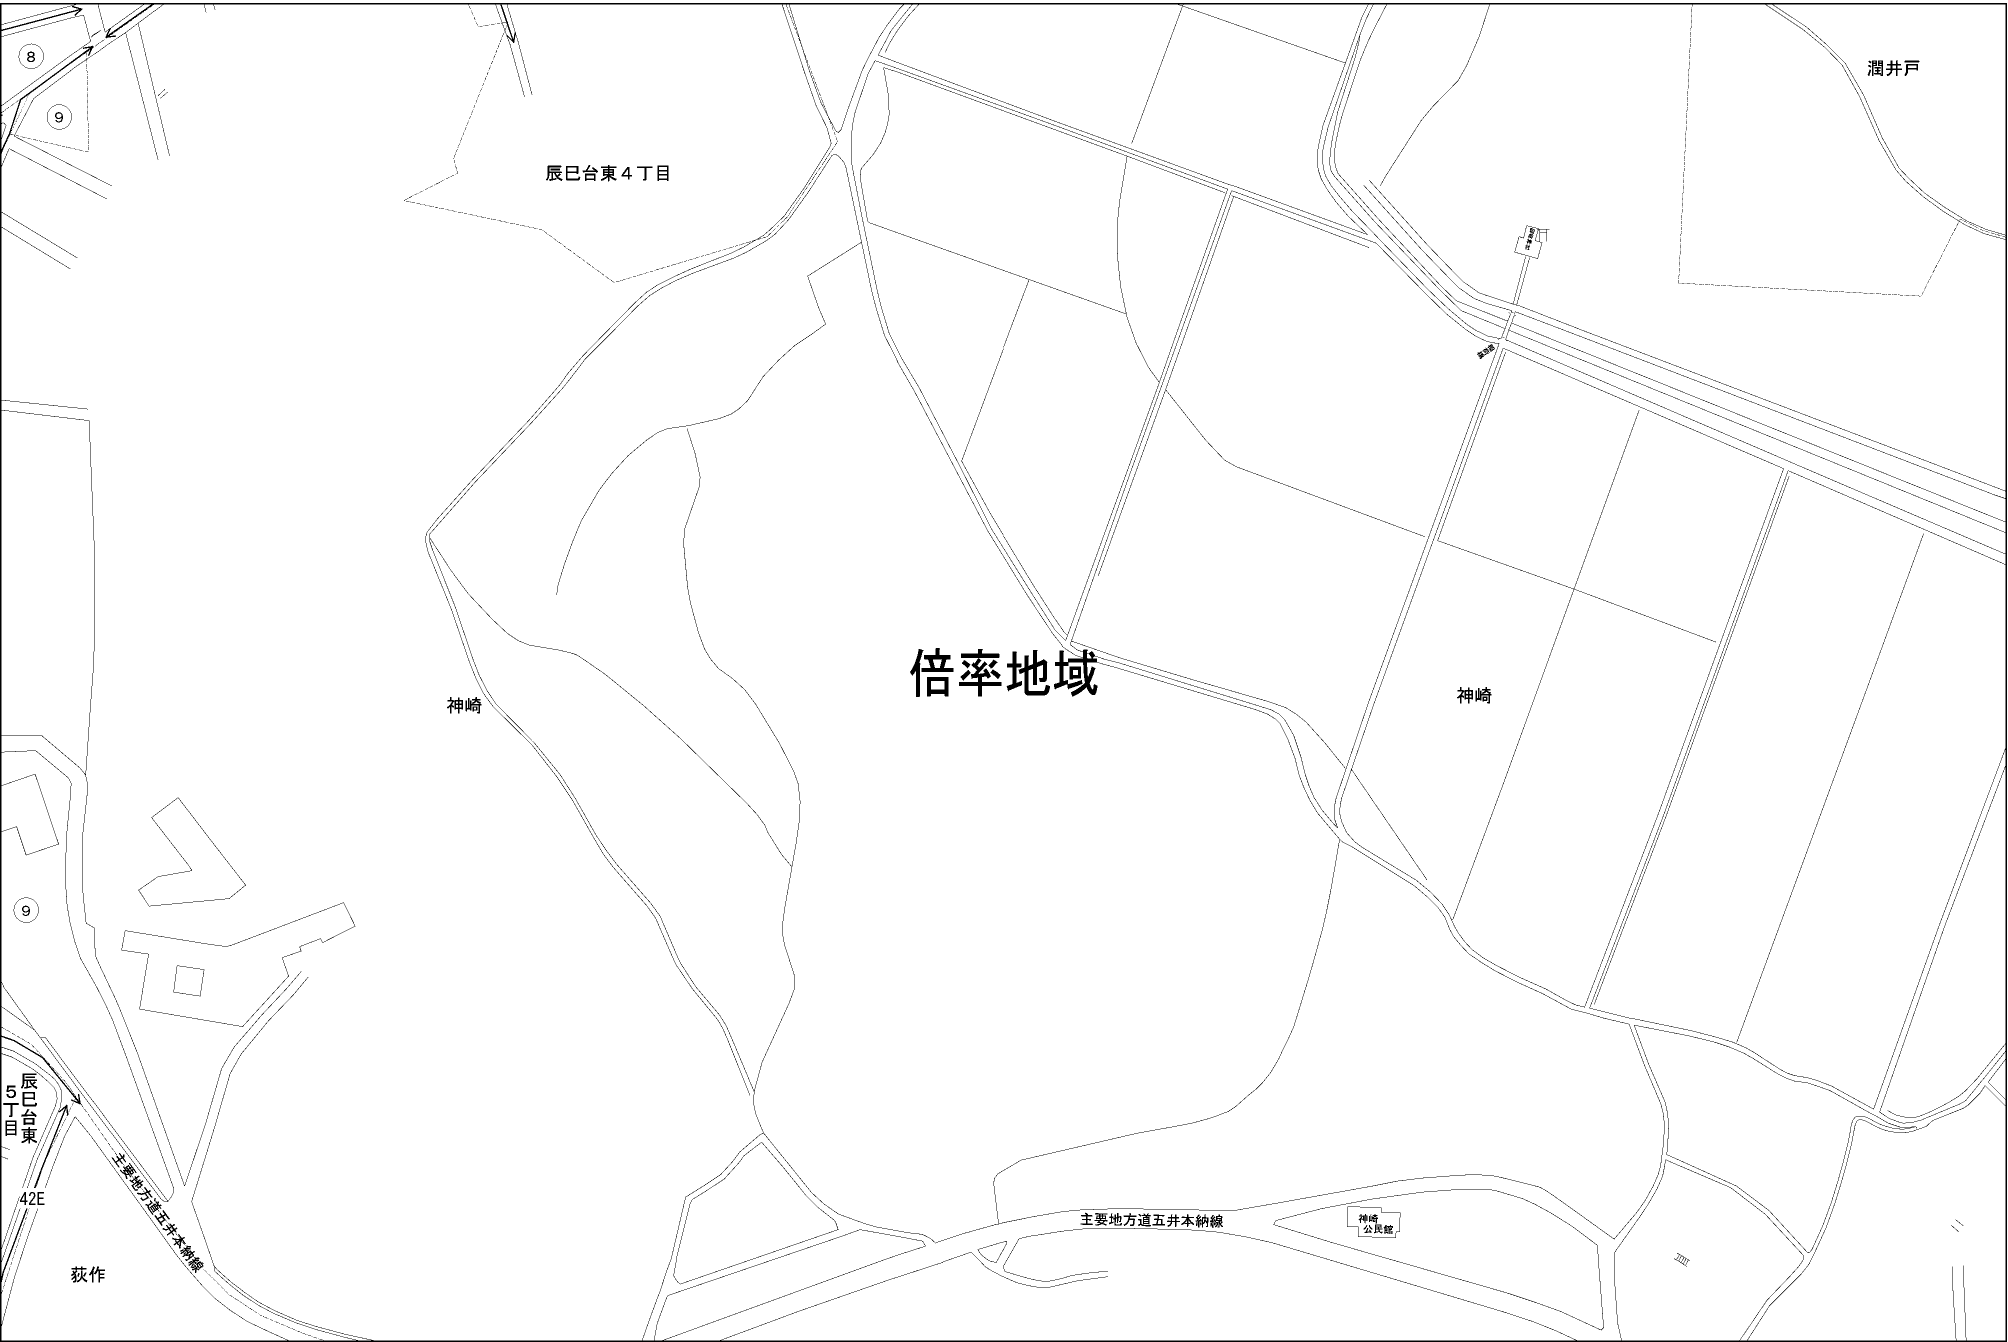 8
9
潤井戸
辰巳台東4丁目
倍率地域
神崎
神崎
9
辰巳台東
5丁目
42E
主要地方道五井本納線
荻作
主要地方道五井本納線
神崎
公民館